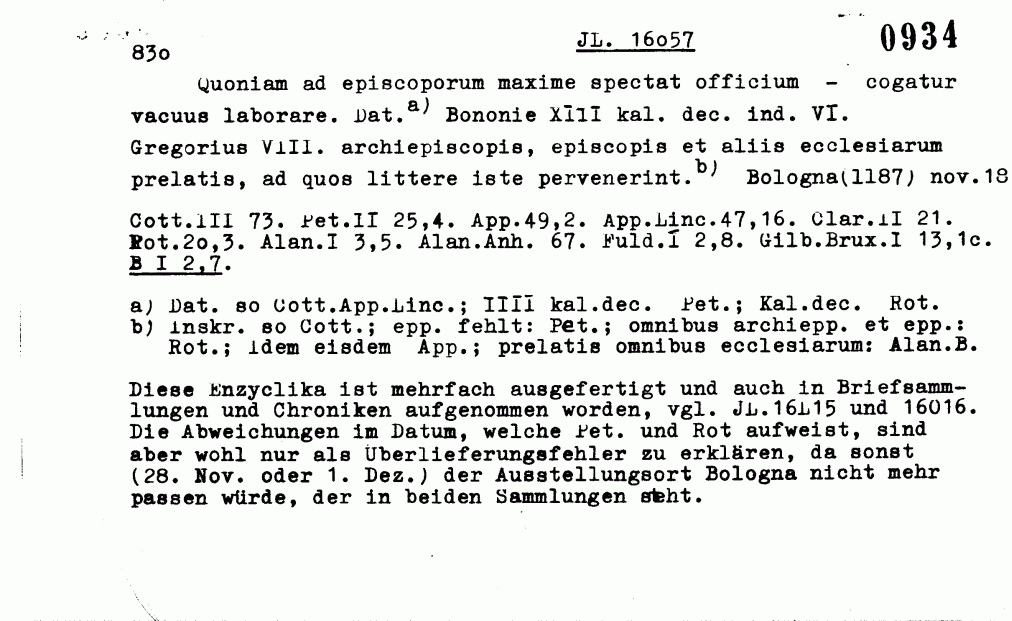 83o JL. 16o57 0934
Quoniam ad episcoporum maxime spectat officium - cogatur
vacuus laborare. Dat.a) Bononie XIIII kal. dec. ind. VI.
Gregorius VIII. archiepiscopis, episcopis et aliis ecclesiarum
prelatis, ad quos littere iste pervenerint.b) Bologna(1187) nov.18
Cott.III 73. Pet.II 25,4. App.49,2. App.Linc.47,16. Clar.II 21.
Rot.2o,3. Alan.I 3,5. Alan.Anh. 67. Fuld.I 2,8. Gilb.Brux.I 13,1c.
B I 2,7.
a) Dat. so Cott.App.Linc.; IIII kal.dec. Pet.; Kal.dec. Rot.
b) Inskr. so Cott.; epp. fehlt: Pet.; omnibus archiepp. et epp.:
Rot.; Idem eisdem App.; prelatis omnibus ecclesiarum: Alan.B.
Diese Enzyclika ist mehrfach ausgefertigt und auch in Briefsamm-
lungen und Chroniken aufgenommen worden, vgl. JL.16015 und 16016.
Die Abweichungen im Datum, welche Pet. und Rot aufweist, sind
aber wohl nur als Überlieferungsfehler zu erklären, da sonst
(28. Nov. oder 1. Dez.) der Ausstellungsort Bologna nicht mehr
passen würde, der in beiden Sammlungen steht.